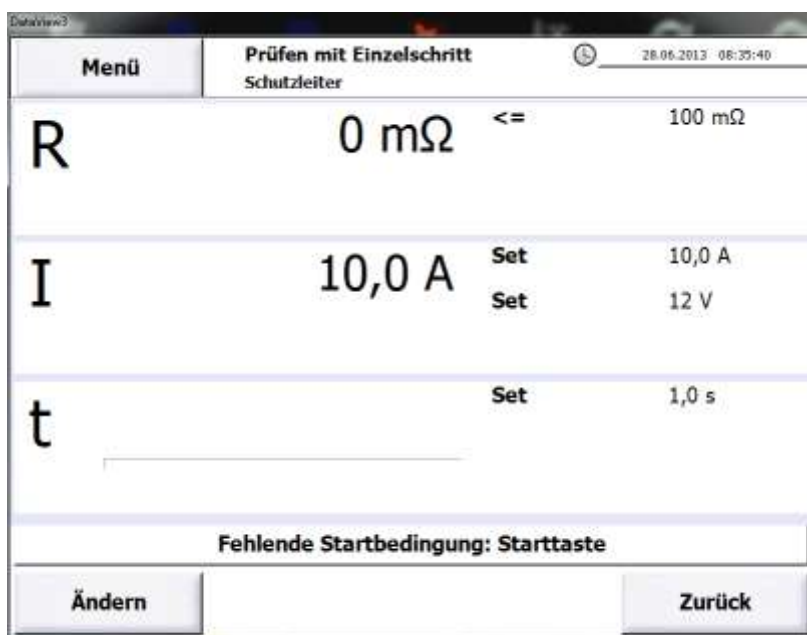 DataView3
Menü
Prüfen mit Einzelschritt
Schutzleiter
28.06.2013 08:35:40
R 0 mΩ <= 100 mΩ
I 10,0 A Set 10,0 A
Set 12 V
t Set 1,0 s
Fehlende Startbedingung: Starttaste
Ändern
Zurück